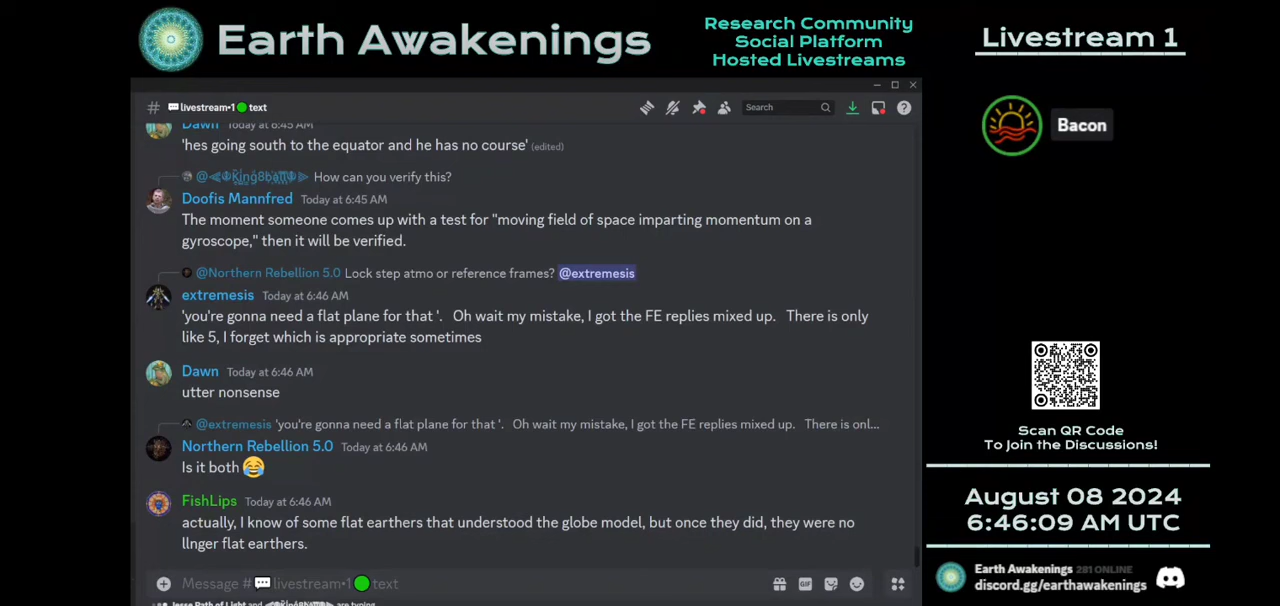 Earth Awakenings
Research Community
Social Platform
Hosted Livestreams
Livestream 1
# livestream•1 text
Search
Dawn Today at 6:45 AM
'hes going south to the equator and he has no course' (edited)
How can you verify this?
Doofis Mannfred Today at 6:45 AM
The moment someone comes up with a test for "moving field of space imparting momentum on a
gyroscope," then it will be verified.
@Northern Rebellion 5.0 Lock step atmo or reference frames? @extremesis
extremesis Today at 6:46 AM
'you're gonna need a flat plane for that '. Oh wait my mistake, I got the FE replies mixed up. There is only
like 5, I forget which is appropriate sometimes
Dawn Today at 6:46 AM
utter nonsense
@extremesis 'you're gonna need a flat plane for that '. Oh wait my mistake, I got the FE replies mixed up. There is onl...
Northern Rebellion 5.0 Today at 6:46 AM
Is it both 😂
FishLips Today at 6:46 AM
actually, I know of some flat earthers that understood the globe model, but once they did, they were no
llnger flat earthers.
Message # livestream•1 text
GIF
Jesse Path of Light and are typing
Bacon
Scan QR Code
To Join the Discussions!
August 08 2024
6:46:09 AM UTC
Earth Awakenings 281 ONLINE
discord.gg/earthawakenings